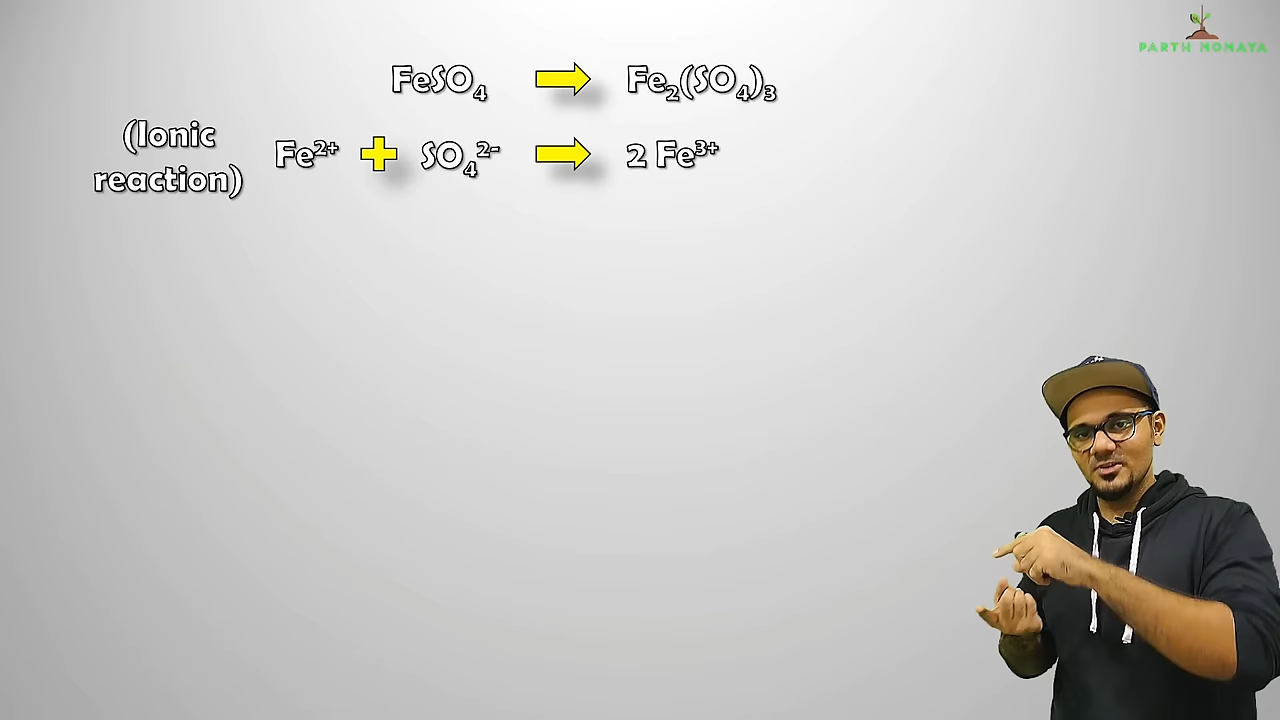 PARTH MOMAYA
FeSO₄ ➡ Fe₂(SO₄)₃
(Ionic
reaction)
Fe²⁺ + SO₄²⁻ ➡ 2 Fe³⁺